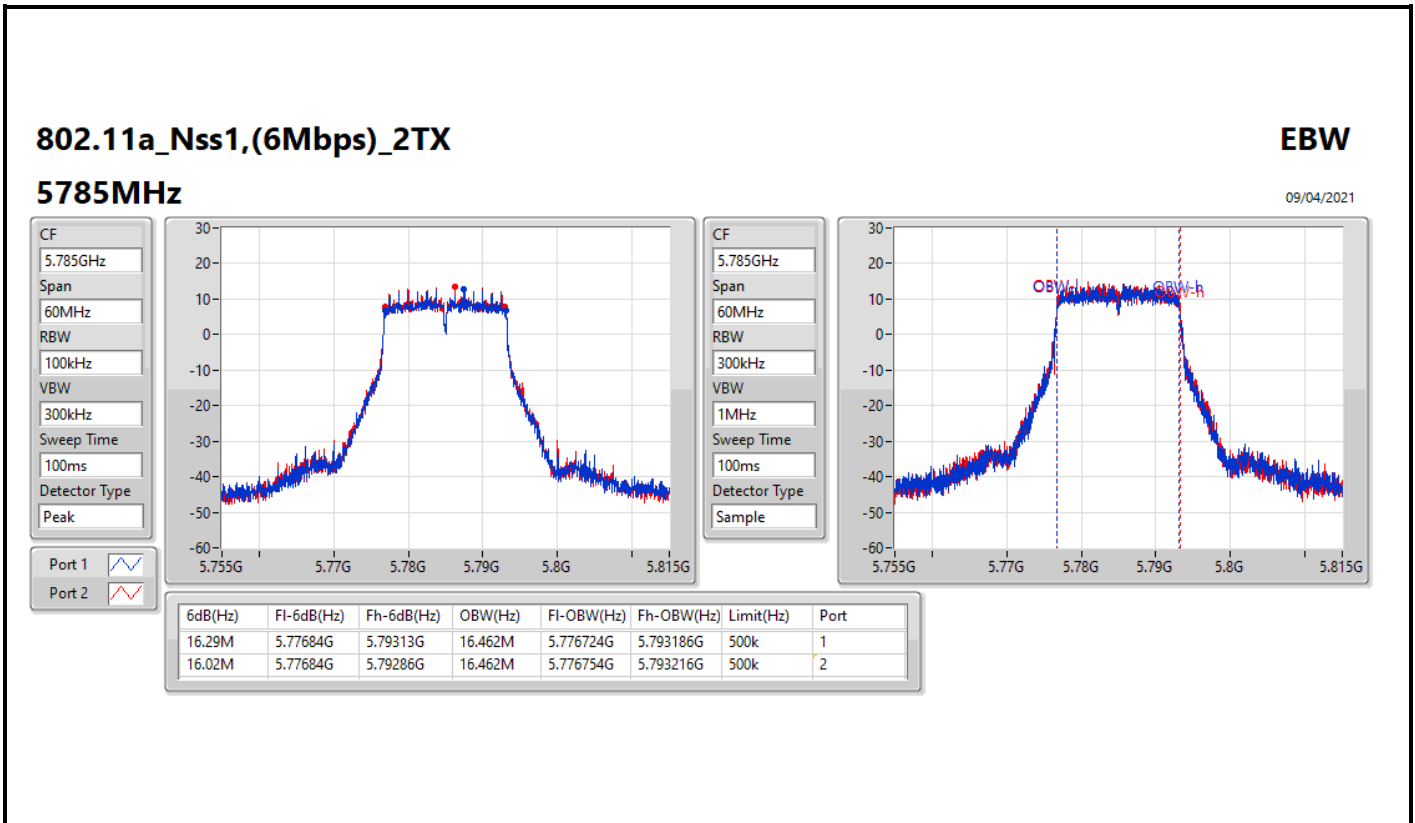 802.11a_Nss1,(6Mbps)_2TX
EBW
5785MHz
09/04/2021
CF
5.785GHz
Span
60MHz
RBW
100kHz
VBW
300kHz
Sweep Time
100ms
Detector Type
Peak
Port 1
Port 2
30
20
10
0
-10
-20
-30
-40
-50
-60
5.755G 5.77G 5.78G 5.79G 5.8G 5.815G
CF
5.785GHz
Span
60MHz
RBW
300kHz
VBW
1MHz
Sweep Time
100ms
Detector Type
Sample
30
20
10
0
-10
-20
-30
-40
-50
-60
OBW-h
OBW-h
5.755G 5.77G 5.78G 5.79G 5.8G 5.815G
6dB(Hz) Fl-6dB(Hz) Fh-6dB(Hz) OBW(Hz) Fl-OBW(Hz) Fh-OBW(Hz) Limit(Hz) Port
16.29M 5.77684G 5.79313G 16.462M 5.776724G 5.793186G 500k 1
16.02M 5.77684G 5.79286G 16.462M 5.776754G 5.793216G 500k 2